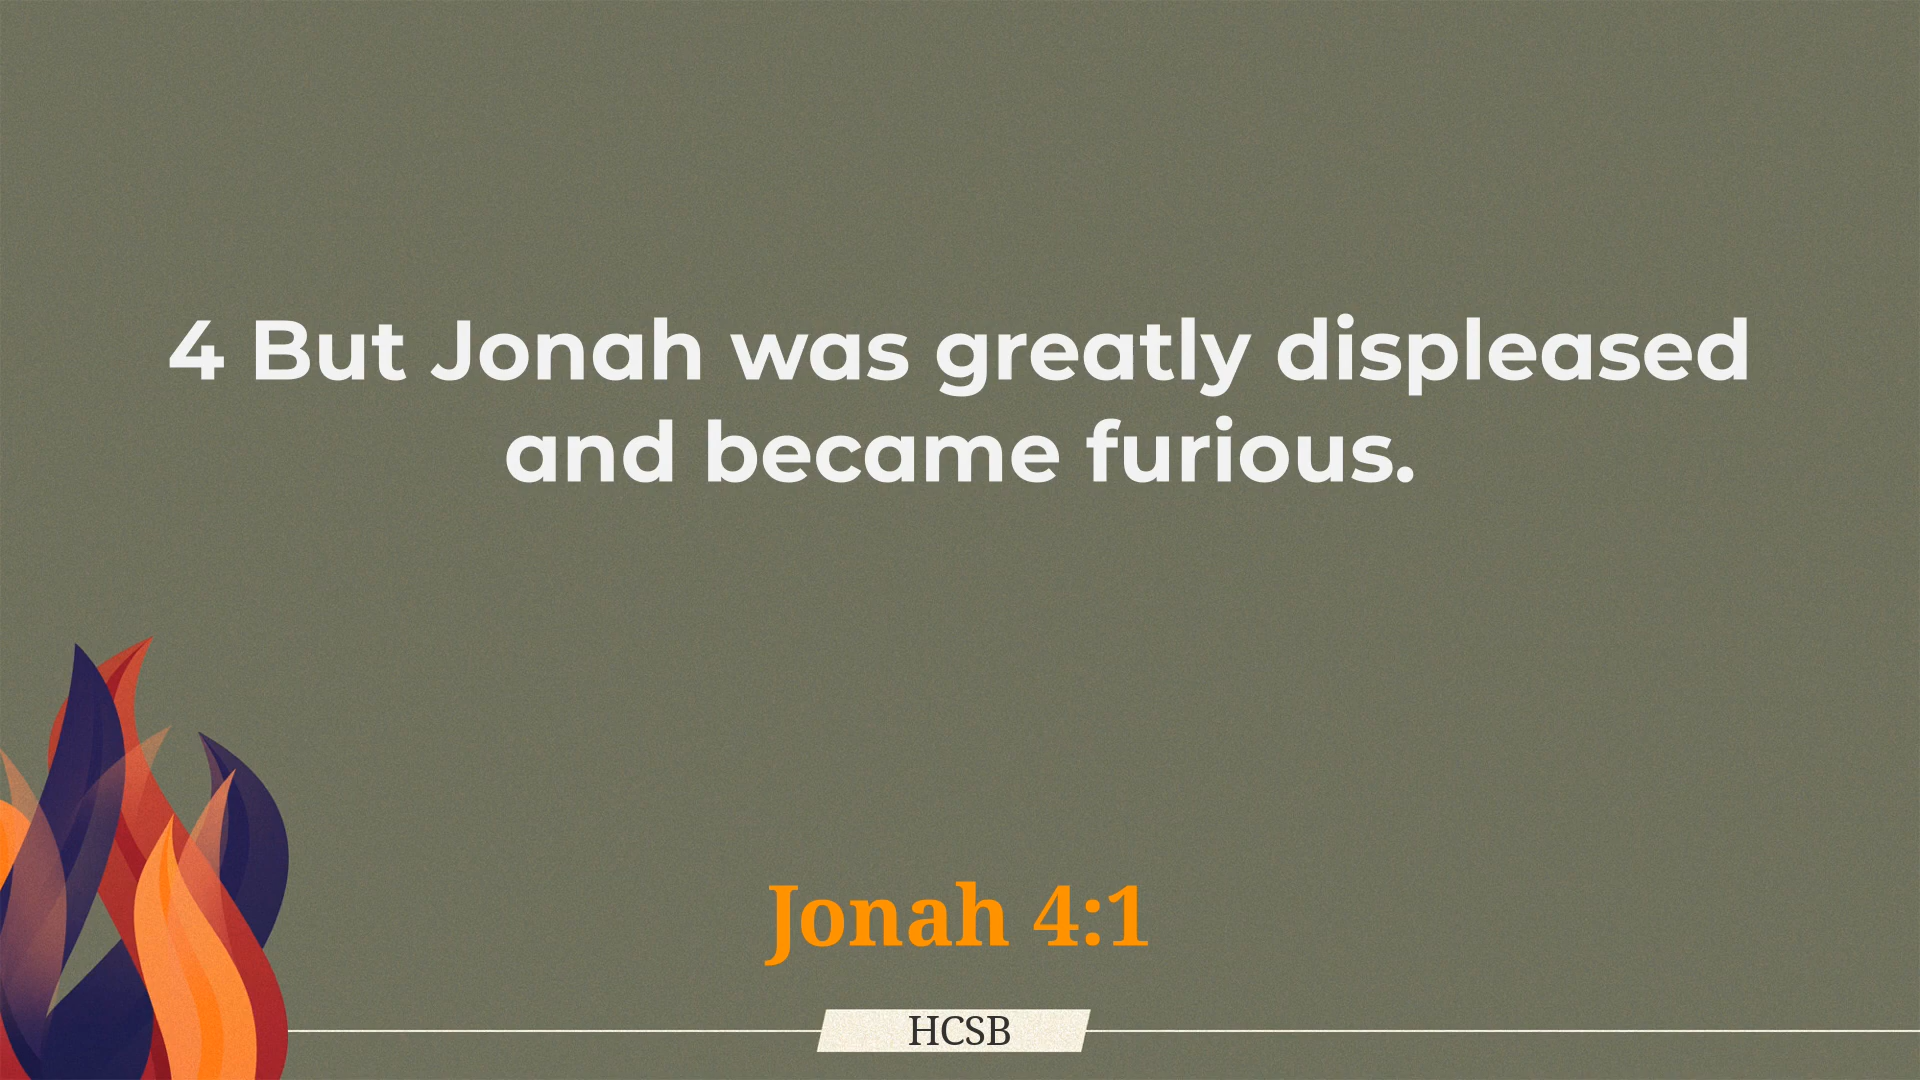 4 But Jonah was greatly displeased
and became furious.
Jonah 4:1
HCSB